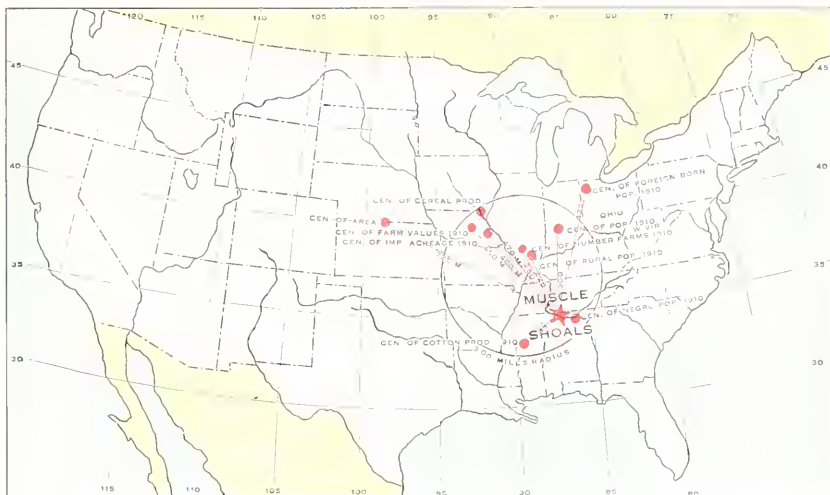 120
95
90
85
80
75
45
45
40
40
35
35
30
30
CEN. OF FOREIGN BORN
POP. 1910
CEN. OF CEREAL PROD.
CEN. OF AREA
OHIO
CEN. OF POP. 1910
W. VIR.
CEN. OF FARM VALUES 1910
CEN. OF NUMBER FARMS 1910
CEN. OF IMP. ACREAGE 1910
CEN. OF RURAL POP. 1910
MUSCLE
CEN. OF NEGRO POP. 1910
SHOALS
CEN. OF COTTON PROD. 1910
300 MILES RADIUS
115
110
105
100
95
90
85
80